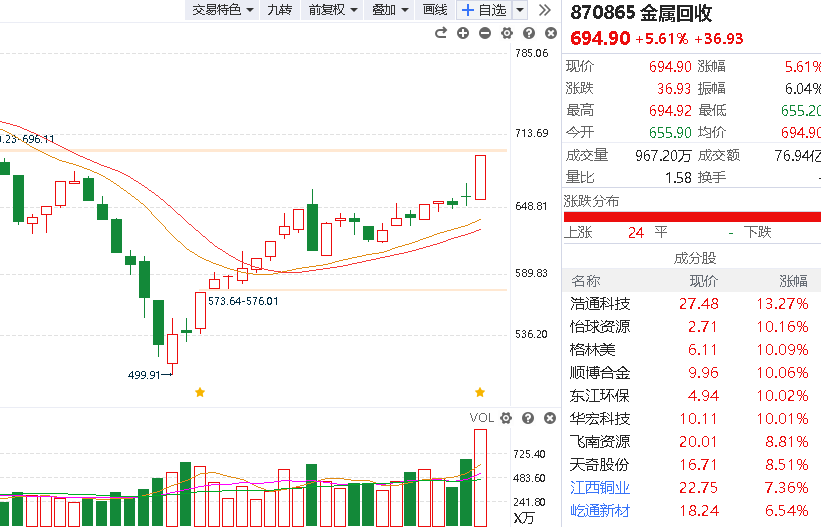 交易特色 九转 前复权 叠加 画线 自选
870865 金属回收
694.90 +5.61% +36.93
现价 694.90 涨幅 5.61%
涨跌 36.93 振幅 6.04%
最高 694.92 最低 655.20
今开 655.90 均价 694.90
成交量 967.20万 成交额 76.94亿
量比 1.58 换手 -
涨跌分布
上涨 24 平 - 下跌
成分股
名称 现价 涨幅
浩通科技 27.48 13.27%
怡球资源 2.71 10.16%
格林美 6.11 10.09%
顺博合金 9.96 10.06%
东江环保 4.94 10.02%
华宏科技 10.11 10.01%
飞南资源 20.01 8.81%
天奇股份 16.71 8.51%
江西铜业 22.75 7.36%
屹通新材 18.24 6.54%
785.06
713.69
648.81
589.83
536.20
0.23-696.11
573.64-576.01
499.91
VOL
725.40
483.60
241.80
X万